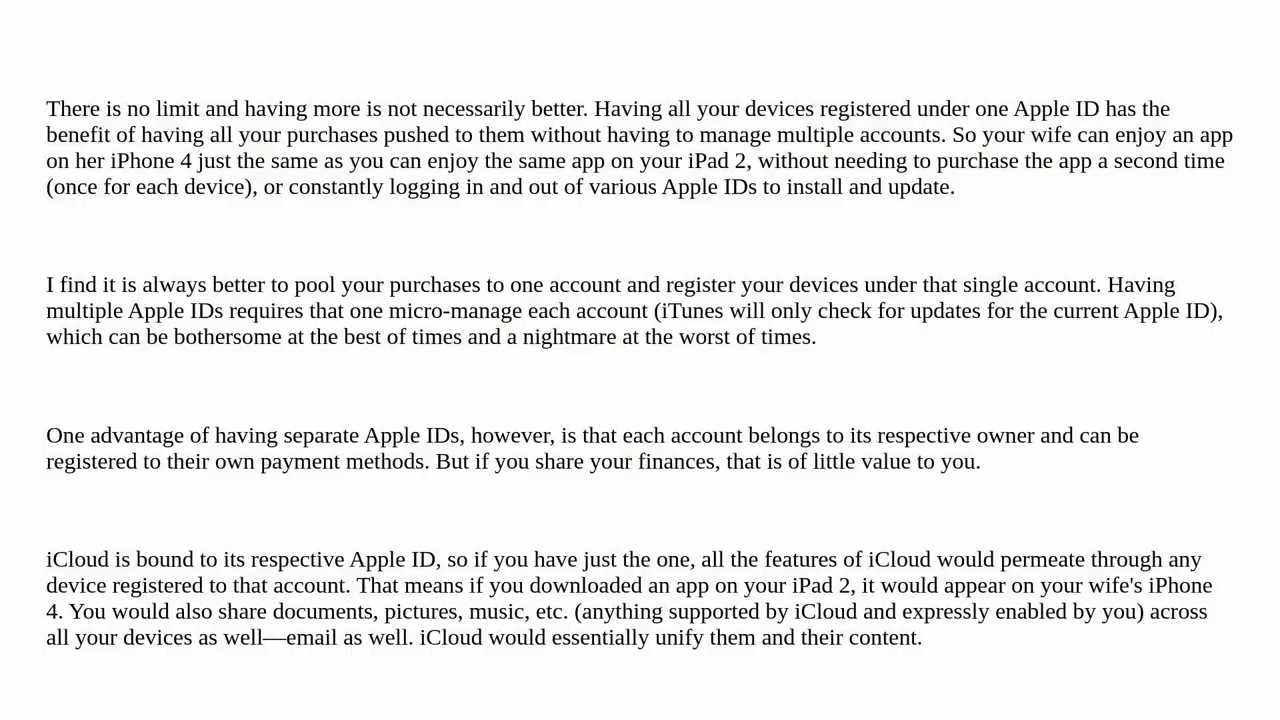 There is no limit and having more is not necessarily better. Having all your devices registered under one Apple ID has the
benefit of having all your purchases pushed to them without having to manage multiple accounts. So your wife can enjoy an app
on her iPhone 4 just the same as you can enjoy the same app on your iPad 2, without needing to purchase the app a second time
(once for each device), or constantly logging in and out of various Apple IDs to install and update.
I find it is always better to pool your purchases to one account and register your devices under that single account. Having
multiple Apple IDs requires that one micro-manage each account (iTunes will only check for updates for the current Apple ID),
which can be bothersome at the best of times and a nightmare at the worst of times.
One advantage of having separate Apple IDs, however, is that each account belongs to its respective owner and can be
registered to their own payment methods. But if you share your finances, that is of little value to you.
iCloud is bound to its respective Apple ID, so if you have just the one, all the features of iCloud would permeate through any
device registered to that account. That means if you downloaded an app on your iPad 2, it would appear on your wife's iPhone
4. You would also share documents, pictures, music, etc. (anything supported by iCloud and expressly enabled by you) across
all your devices as well—email as well. iCloud would essentially unify them and their content.